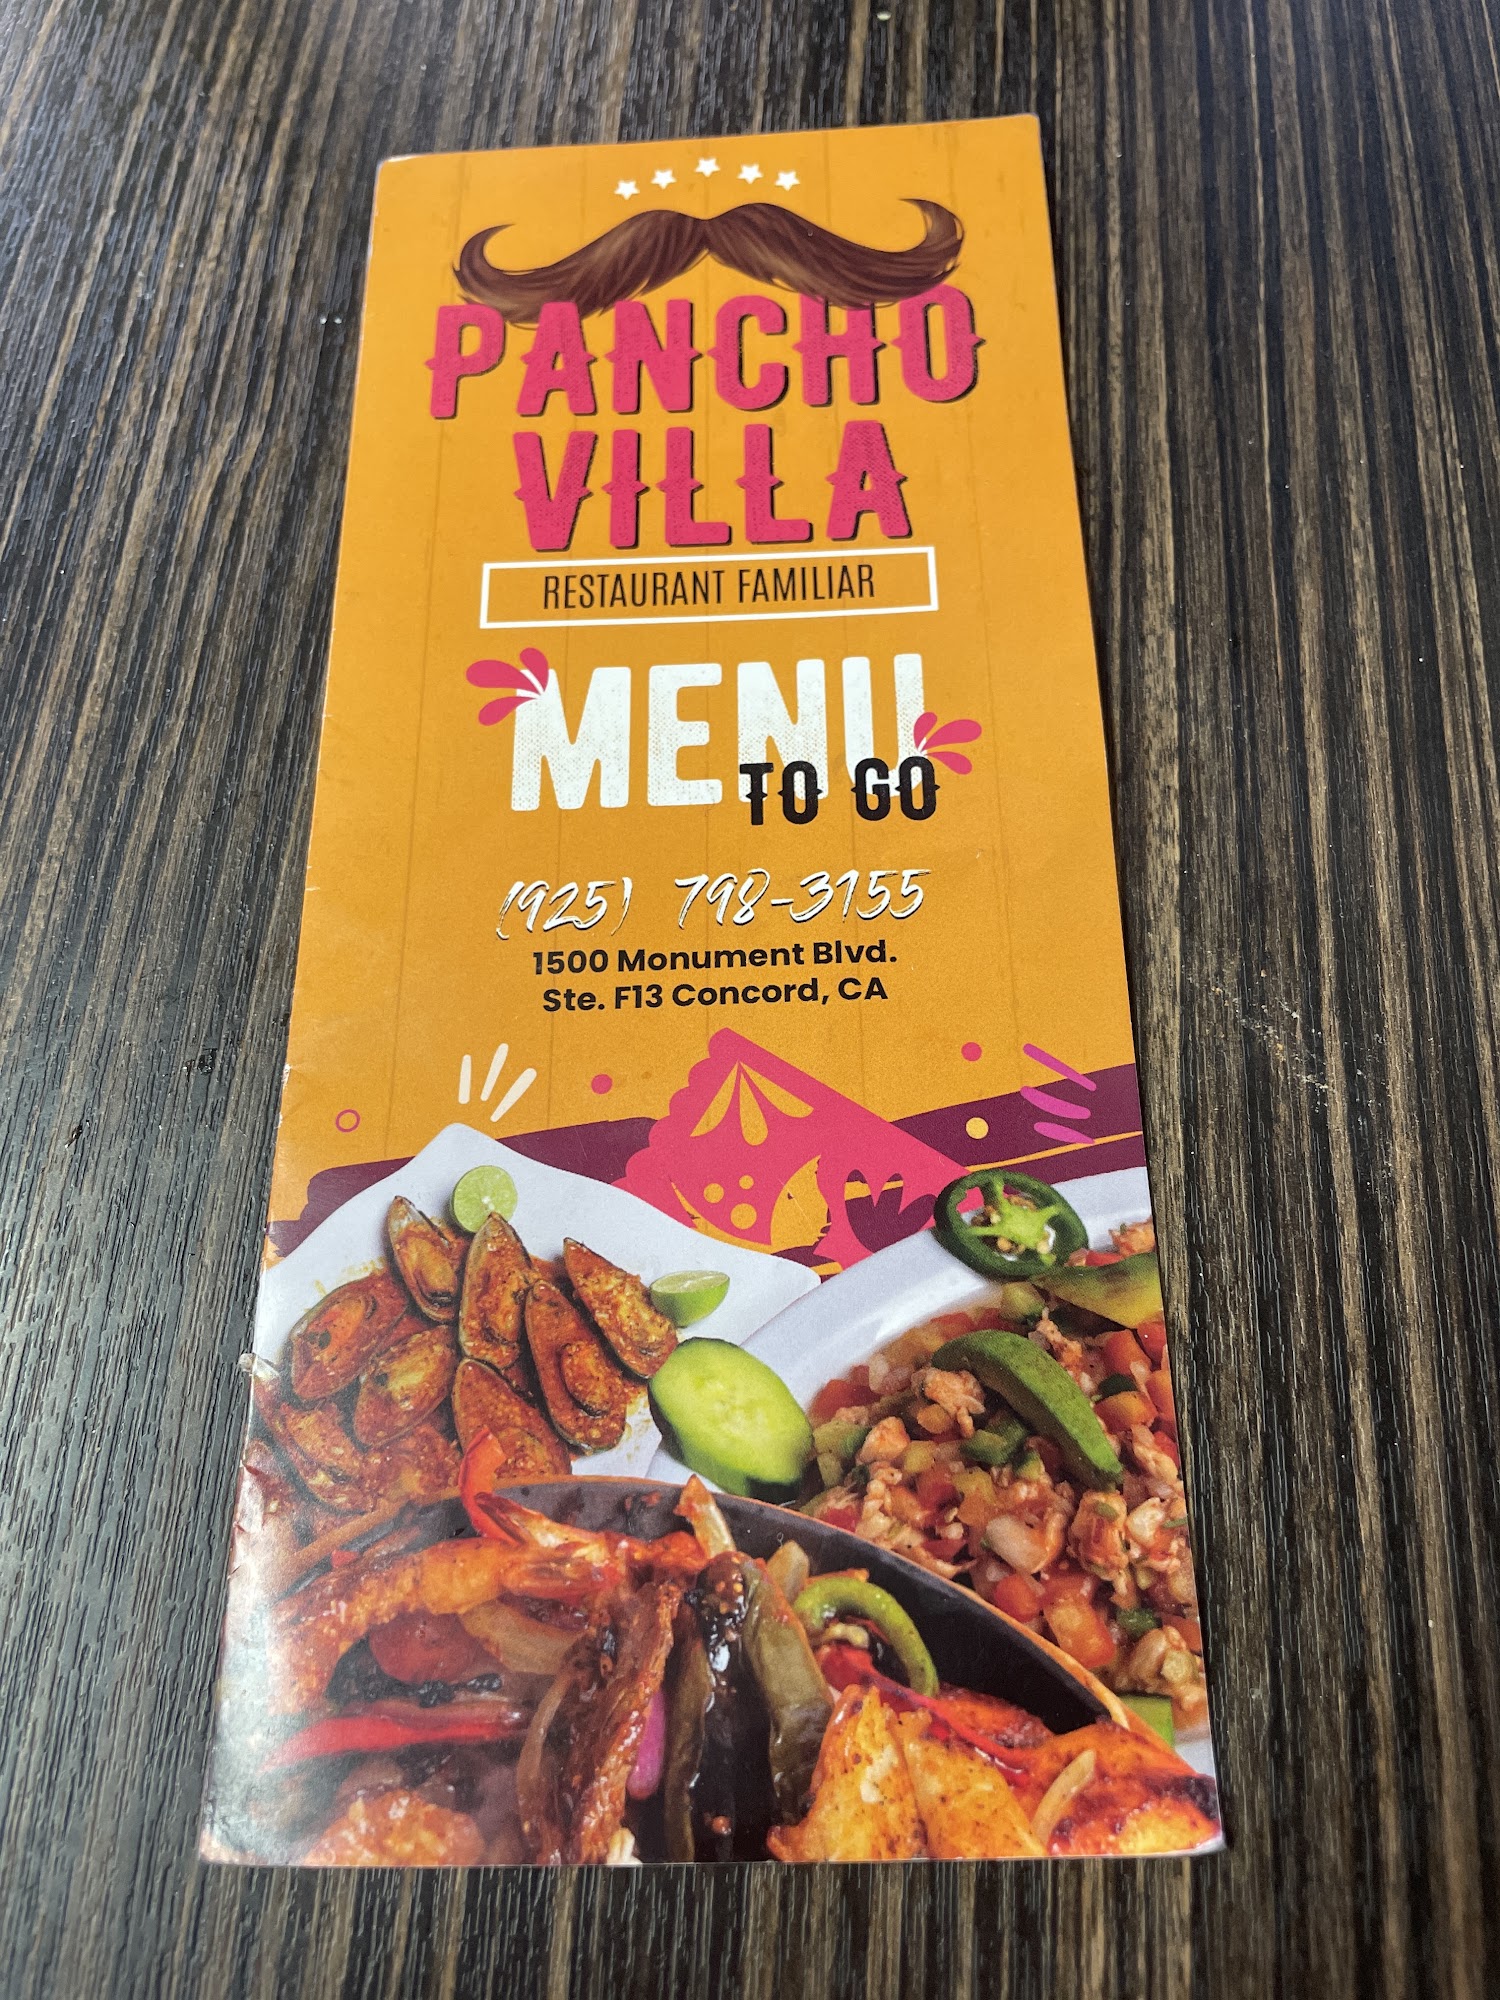 PANCHO
VILLA
RESTAURANT FAMILIAR
MENU
TO GO
(925) 798-3155
1500 Monument Blvd.
Ste. F13 Concord, CA